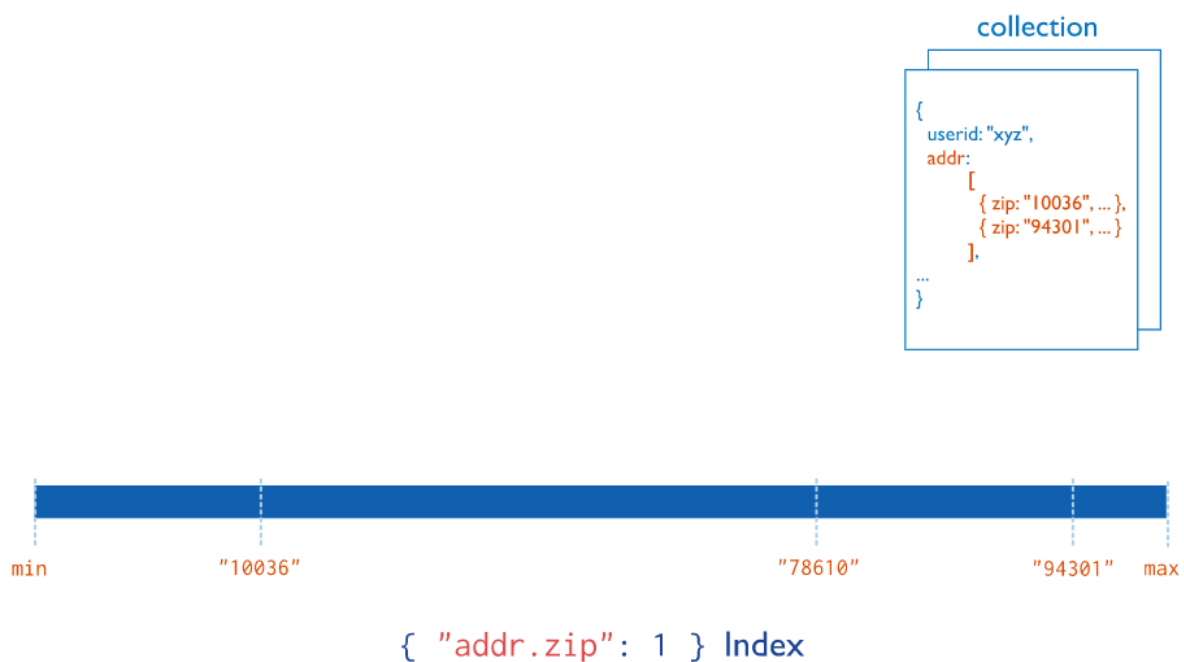 collection
{
userid: "xyz",
addr:
[
{ zip: "10036", ... },
{ zip: "94301", ... }
],
...
}
min "10036" "78610" "94301" max
{ "addr.zip": 1 } Index